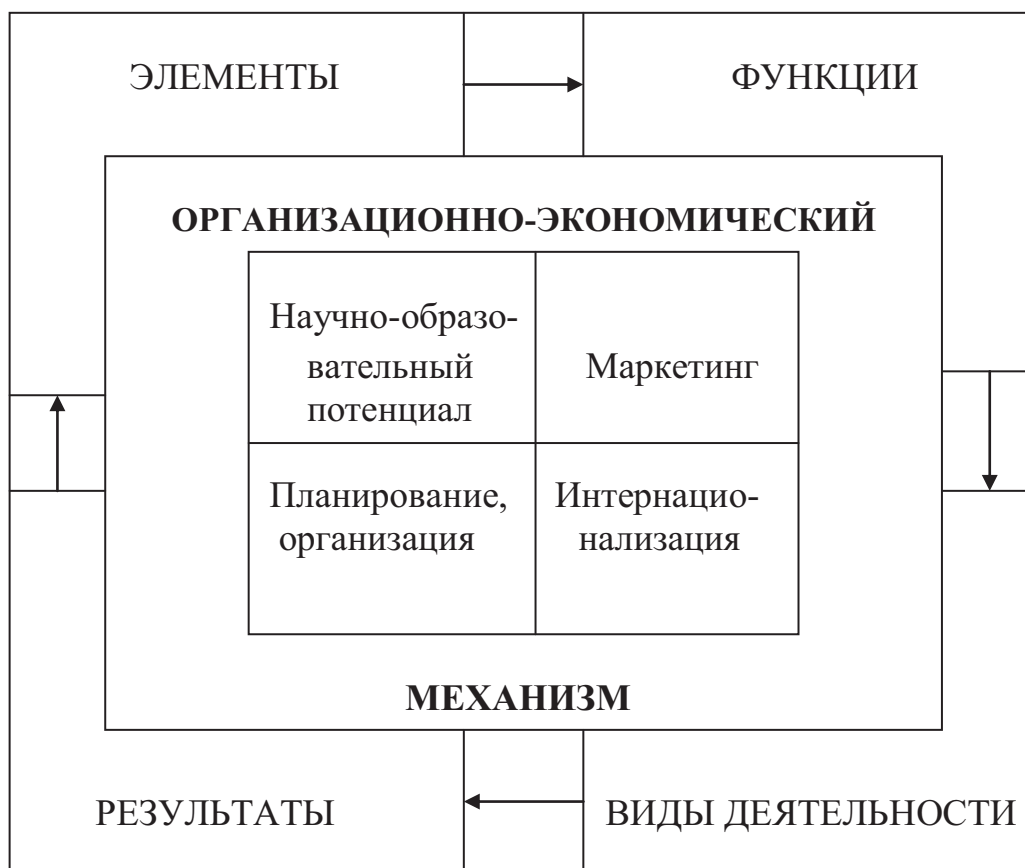 ЭЛЕМЕНТЫ
ФУНКЦИИ
ОРГАНИЗАЦИОННО-ЭКОНОМИЧЕСКИЙ
Научно-образо-
вательный
потенциал
Маркетинг
Планирование,
организация
Интернацио-
нализация
МЕХАНИЗМ
РЕЗУЛЬТАТЫ
ВИДЫ ДЕЯТЕЛЬНОСТИ